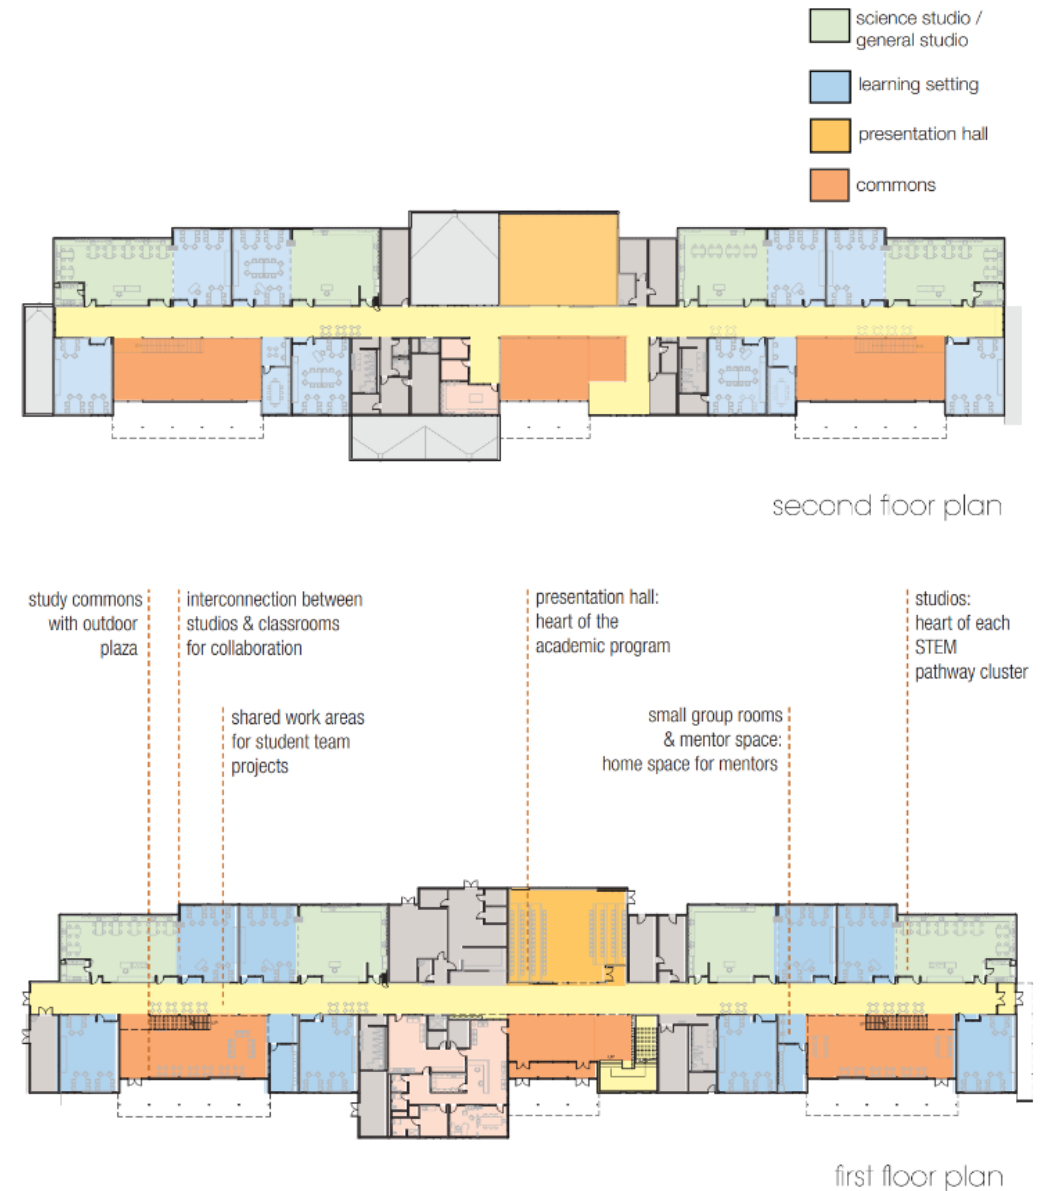 science studio /
general studio
learning setting
presentation hall
commons
second floor plan
study commons
with outdoor
plaza
interconnection between
studios & classrooms
for collaboration
shared work areas
for student team
projects
presentation hall:
heart of the
academic program
small group rooms
& mentor space:
home space for mentors
studios:
heart of each
STEM
pathway cluster
first floor plan